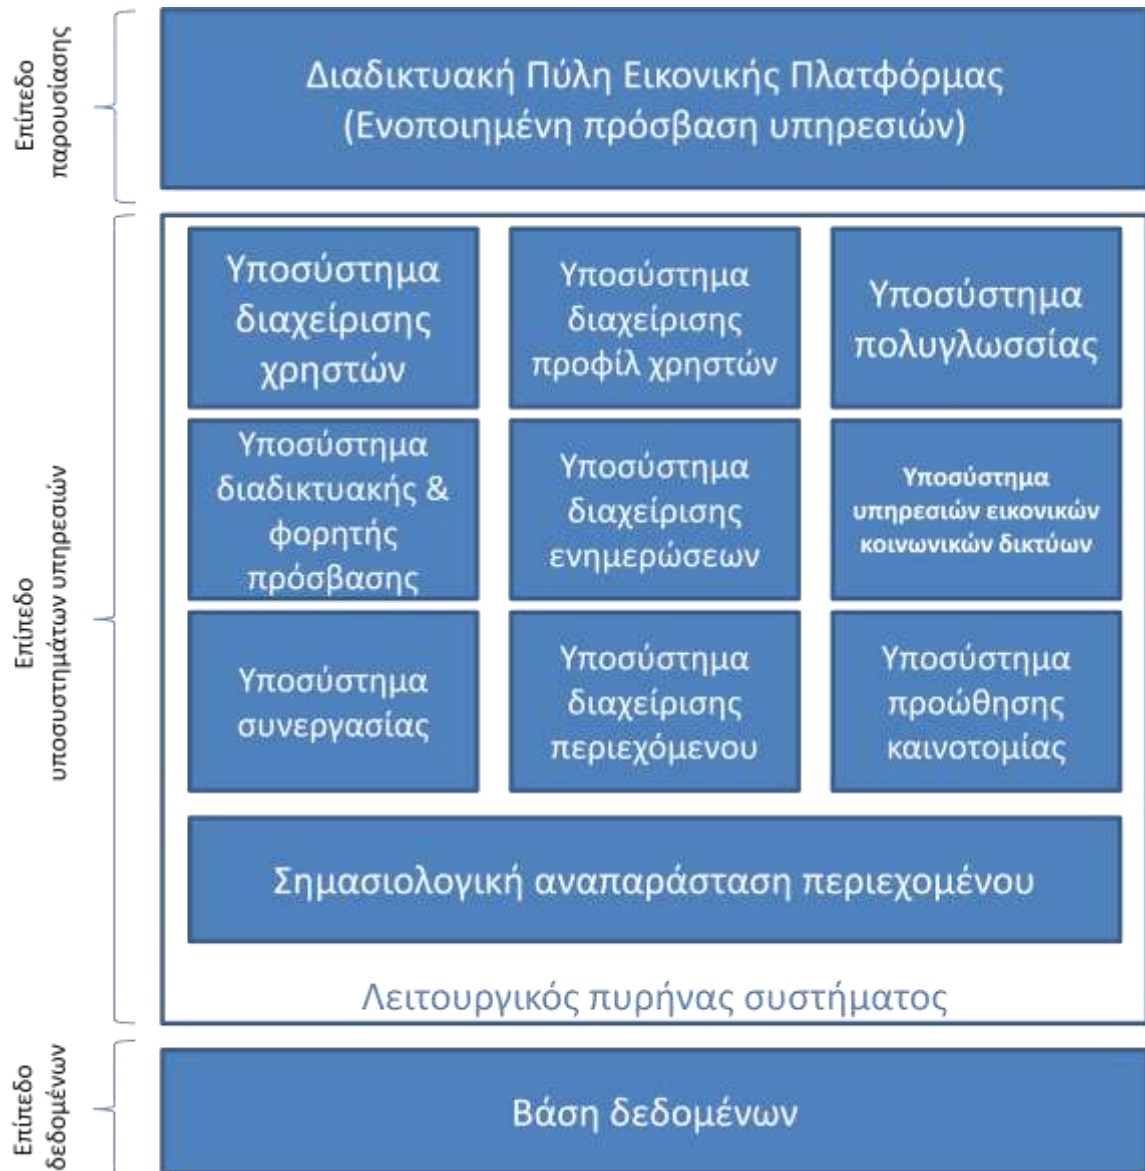 Επίπεδο
παρουσίασης
Διαδικτυακή Πύλη Εικονικής Πλατφόρμας
(Ενοποιημένη πρόσβαση υπηρεσιών)
Επίπεδο
υποσυστημάτων υπηρεσιών
Υποσύστημα
διαχείρισης
χρηστών
Υποσύστημα
διαχείρισης
προφίλ χρηστών
Υποσύστημα
πολυγλωσσίας
Υποσύστημα
διαδικτυακής &
φορητής
πρόσβασης
Υποσύστημα
διαχείρισης
ενημερώσεων
Υποσύστημα
υπηρεσιών εικονικών
κοινωνικών δικτύων
Υποσύστημα
συνεργασίας
Υποσύστημα
διαχείρισης
περιεχόμενου
Υποσύστημα
προώθησης
καινοτομίας
Σημασιολογική αναπαράσταση περιεχομένου
Λειτουργικός πυρήνας συστήματος
Επίπεδο
δεδομένων
Βάση δεδομένων